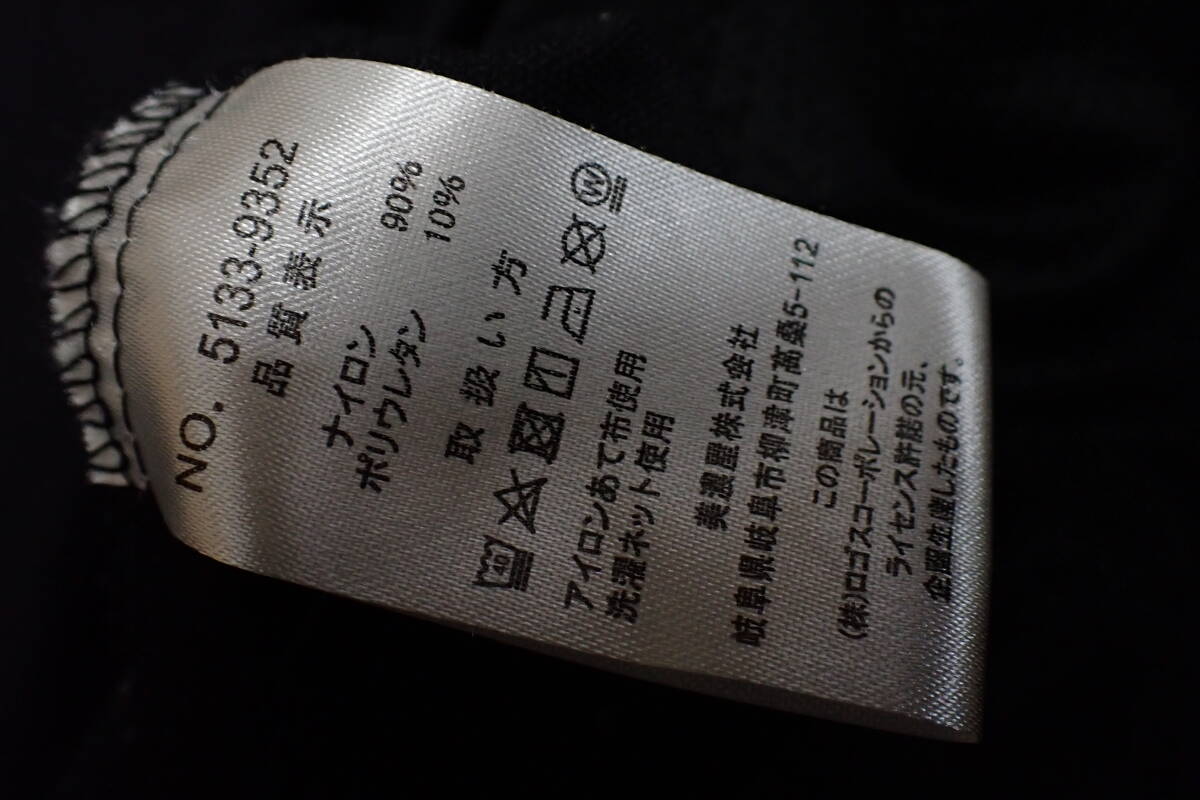 NO. 5133-9352
品質表示
ナイロン 90%
ポリウレタン 10%
取扱い方
40 W
アイロンあて布使用
洗濯ネット使用
美濃屋株式会社
岐阜県岐阜市柳津町高桑5-112
この商品は
(株)ロゴスコーポレーションからの
ライセンス許諾の元、
企画生産したものです。